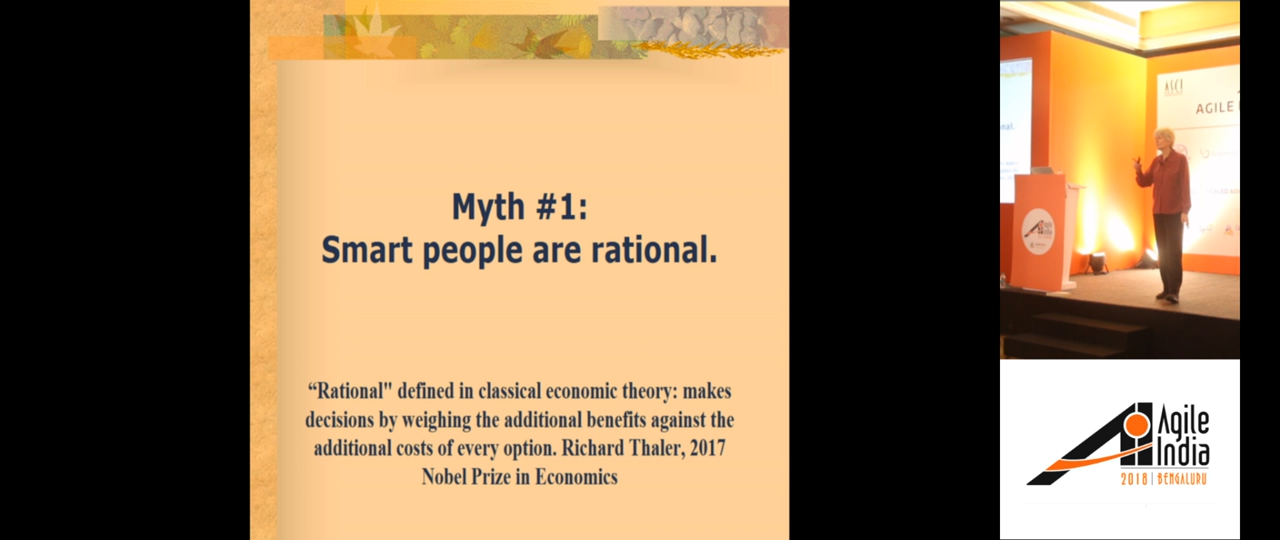 Myth #1:
Smart people are rational.
“Rational" defined in classical economic theory: makes
decisions by weighing the additional benefits against the
additional costs of every option. Richard Thaler, 2017
Nobel Prize in Economics
ASCI
AGILE
Agile
India
Agile
India
2018 | BENGALURU